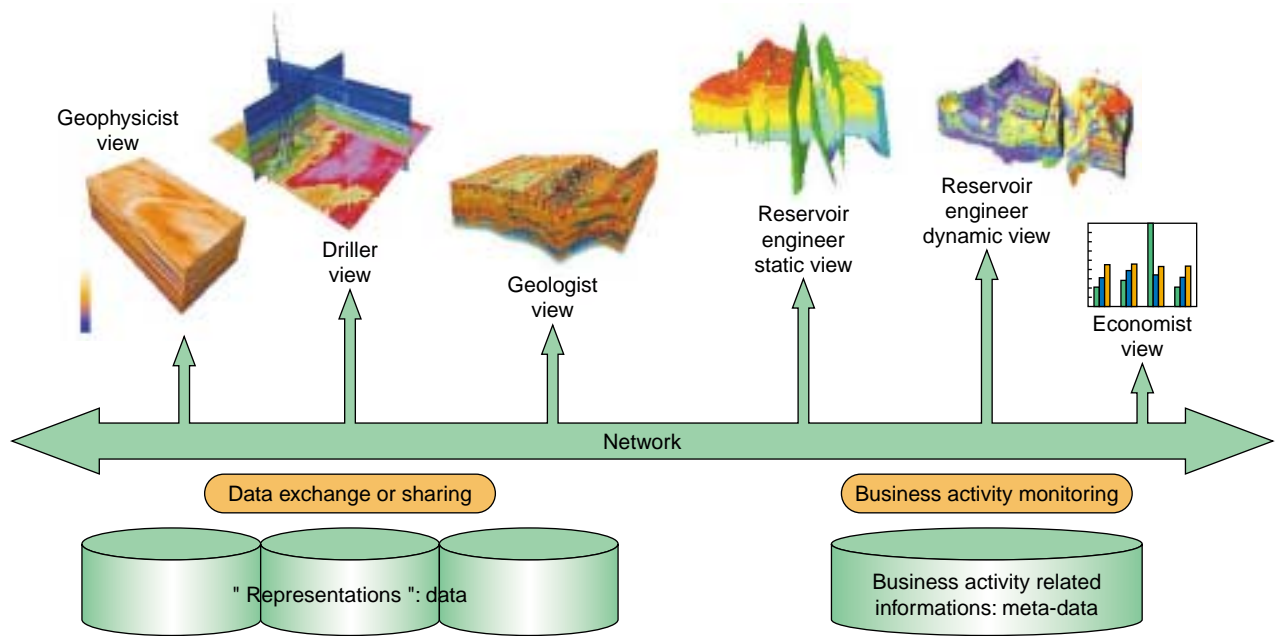 Geophysicist
view
Driller
view
Geologist
view
Reservoir
engineer
static view
Reservoir
engineer
dynamic view
Economist
view
Network
Data exchange or sharing
Business activity monitoring
" Representations ": data
Business activity related
informations: meta-data